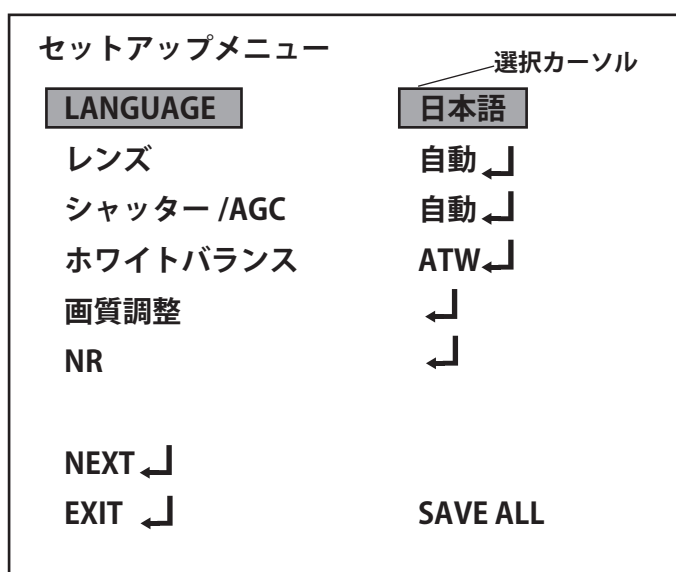 セットアップメニュー
選択カーソル
LANGUAGE 日本語
レンズ 自動
シャッター /AGC 自動
ホワイトバランス ATW
画質調整
NR
NEXT
EXIT SAVE ALL